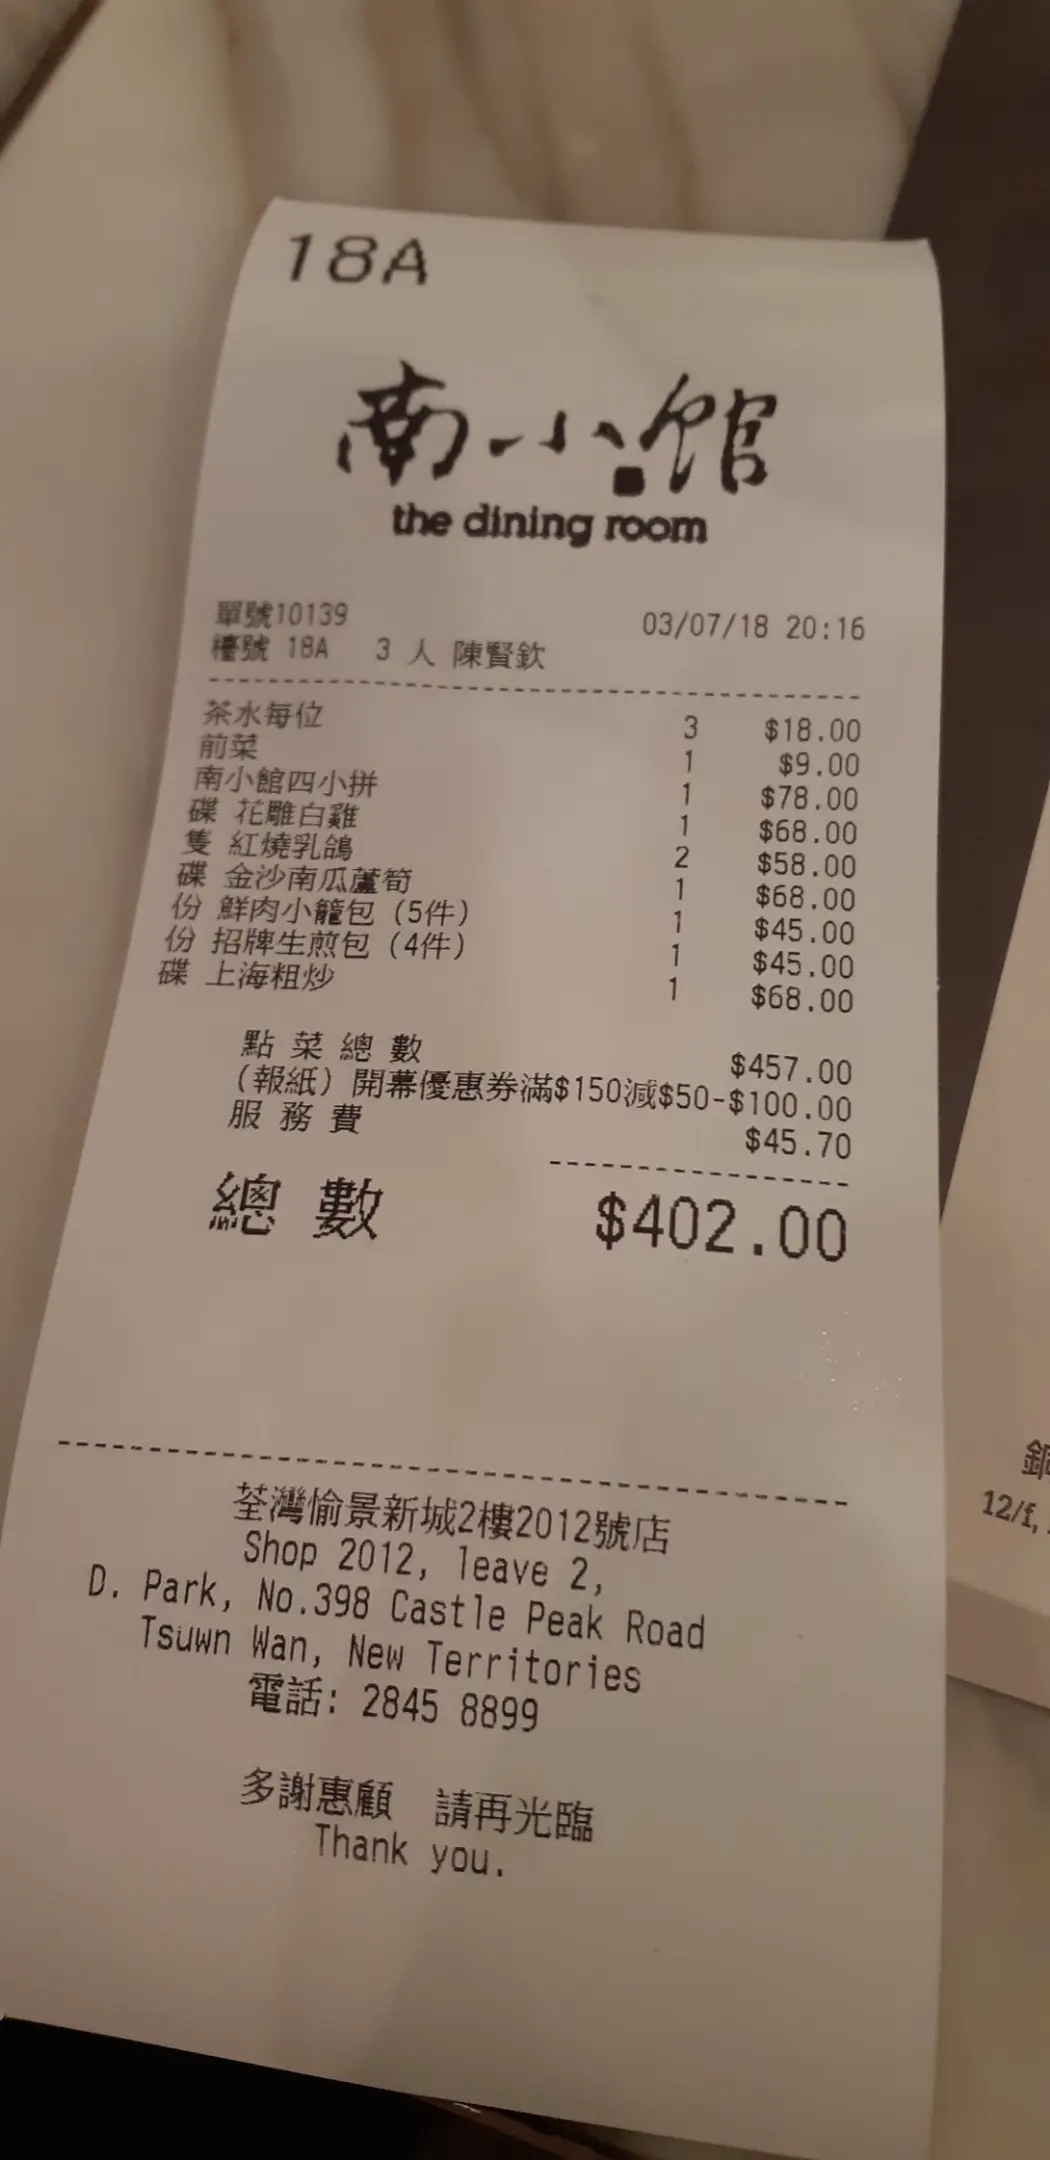 18A
南小館
the dining room
單號10139 03/07/18 20:16
檯號 18A 3 人 陳賢欽
茶水每位 3 $18.00
前菜 1 $9.00
南小館四小拼 1 $78.00
碟 花雕白雞 1 $68.00
隻 紅燒乳鴿 2 $58.00
碟 金沙南瓜蘆筍 1 $68.00
份 鮮肉小籠包 (5件) 1 $45.00
份 招牌生煎包 (4件) 1 $45.00
碟 上海粗炒 1 $68.00
點 菜 總 數 $457.00
(報紙) 開幕優惠券滿$150減$50-$100.00
服 務 費 $45.70
總 數 $402.00
荃灣愉景新城2樓2012號店
Shop 2012, leave 2,
D. Park, No.398 Castle Peak Road
Tsuwn Wan, New Territories
電話: 2845 8899
多謝惠顧 請再光臨
Thank you.
12/f,